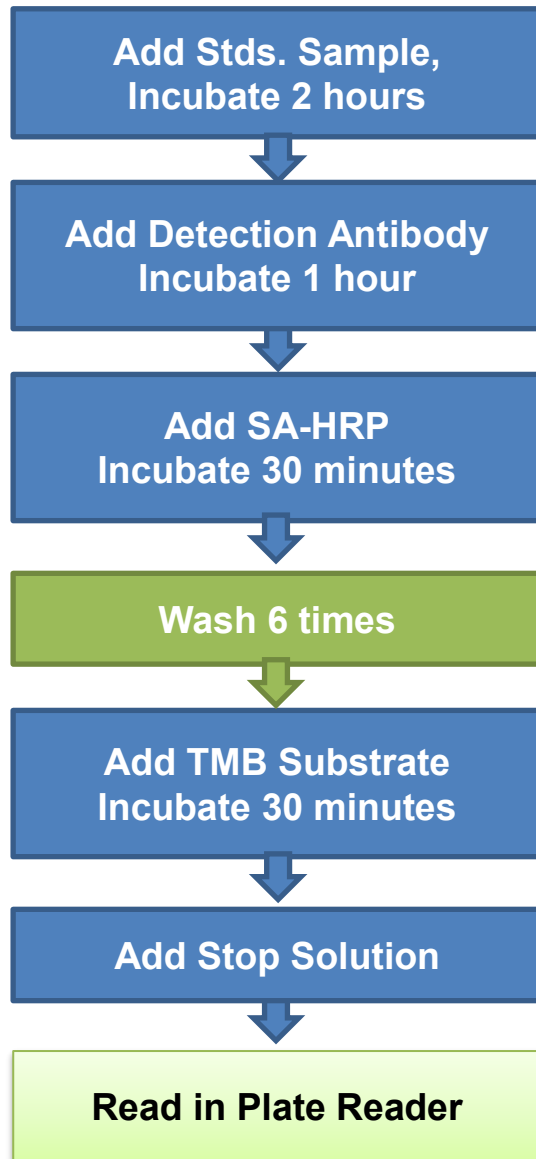 Add Stds. Sample,
Incubate 2 hours
Add Detection Antibody
Incubate 1 hour
Add SA-HRP
Incubate 30 minutes
Wash 6 times
Add TMB Substrate
Incubate 30 minutes
Add Stop Solution
Read in Plate Reader